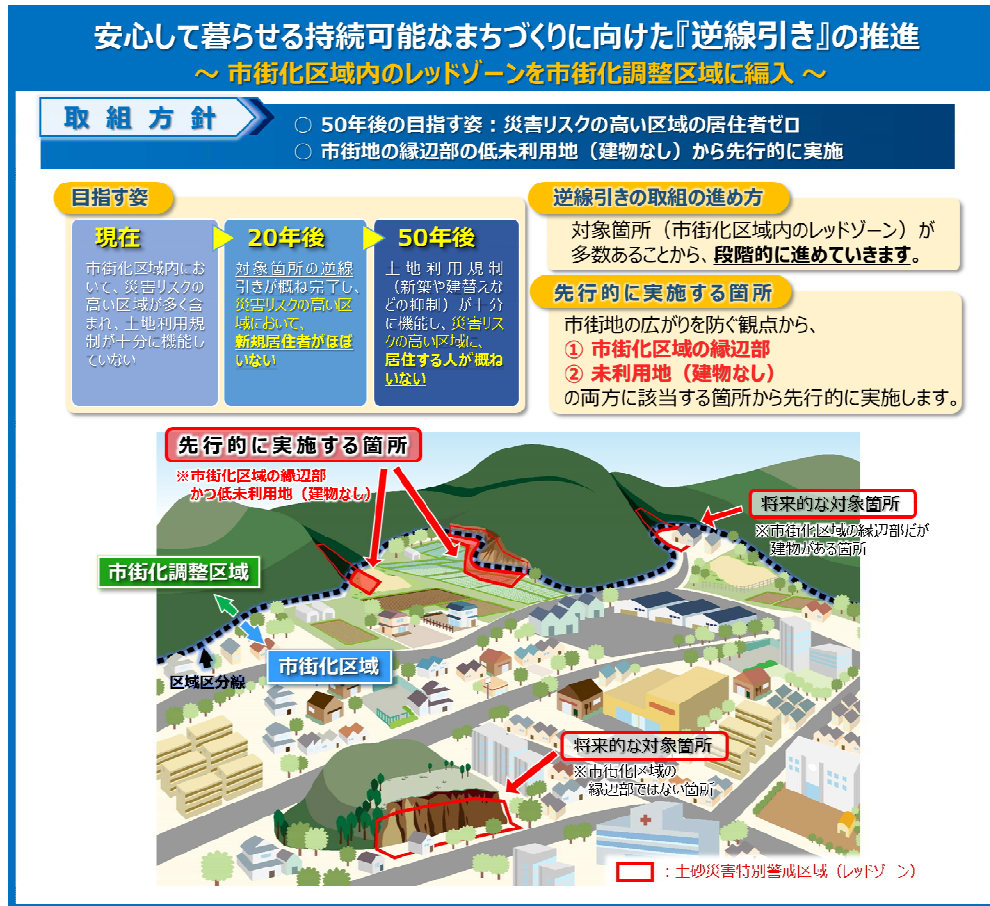 安心して暮らせる持続可能なまちづくりに向けた『逆線引き』の推進
～ 市街化区域内のレッドゾーンを市街化調整区域に編入 ～
取組方針
○ 50年後の目指す姿：災害リスクの高い区域の居住者ゼロ
○ 市街地の縁辺部の低未利用地（建物なし）から先行的に実施
目指す姿
現在
市街化区域内にお
いて、災害リスクの
高い区域が多く含
まれ、土地利用規
制が十分に機能し
ていない
20年後
対象箇所の逆線
引きが概ね完了し、
災害リスクの高い区
域において、
新規居住者がほぼ
いない
50年後
土地利用規制
（新築や建替えな
どの抑制）が十分
に機能し、災害リス
クの高い区域に、
居住する人が概ね
いない
逆線引きの取組の進め方
対象箇所（市街化区域内のレッドゾーン）が
多数あることから、段階的に進めていきます。
先行的に実施する箇所
市街地の広がりを防ぐ観点から、
① 市街化区域の縁辺部
② 未利用地（建物なし）
の両方に該当する箇所から先行的に実施します。
先行的に実施する箇所
※市街化区域の縁辺部
かつ低未利用地（建物なし）
将来的な対象箇所
※市街化区域の縁辺部だが
建物がある箇所
市街化調整区域
市街化区域
区域区分線
将来的な対象箇所
※市街化区域の
縁辺部ではない箇所
：土砂災害特別警戒区域（レッドゾーン）